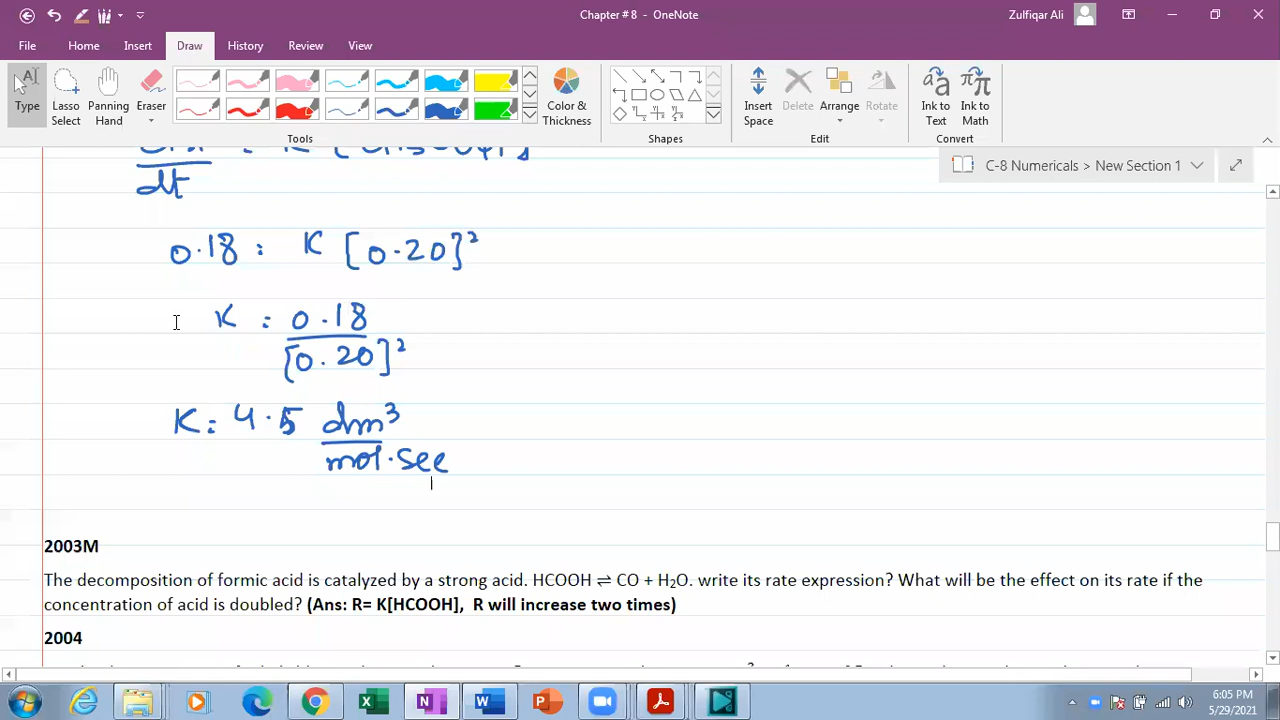 Chapter # 8 - OneNote
Zulfiqar Ali
File Home Insert Draw History Review View
Type
Lasso Select
Panning Hand
Eraser
Color & Thickness
Insert Space
Delete
Arrange
Rotate
Ink to Text
Ink to Math
Tools
Shapes
Edit
Convert
C-8 Numericals > New Section 1
dt
0.18 : K [0.20]²
K : 0.18
[0.20]²
K : 4.5 dm³
mol.sec
2003M
The decomposition of formic acid is catalyzed by a strong acid. HCOOH ⇌ CO + H₂O. write its rate expression? What will be the effect on its rate if the
concentration of acid is doubled? (Ans: R= K[HCOOH], R will increase two times)
2004
6:05 PM
5/29/2021